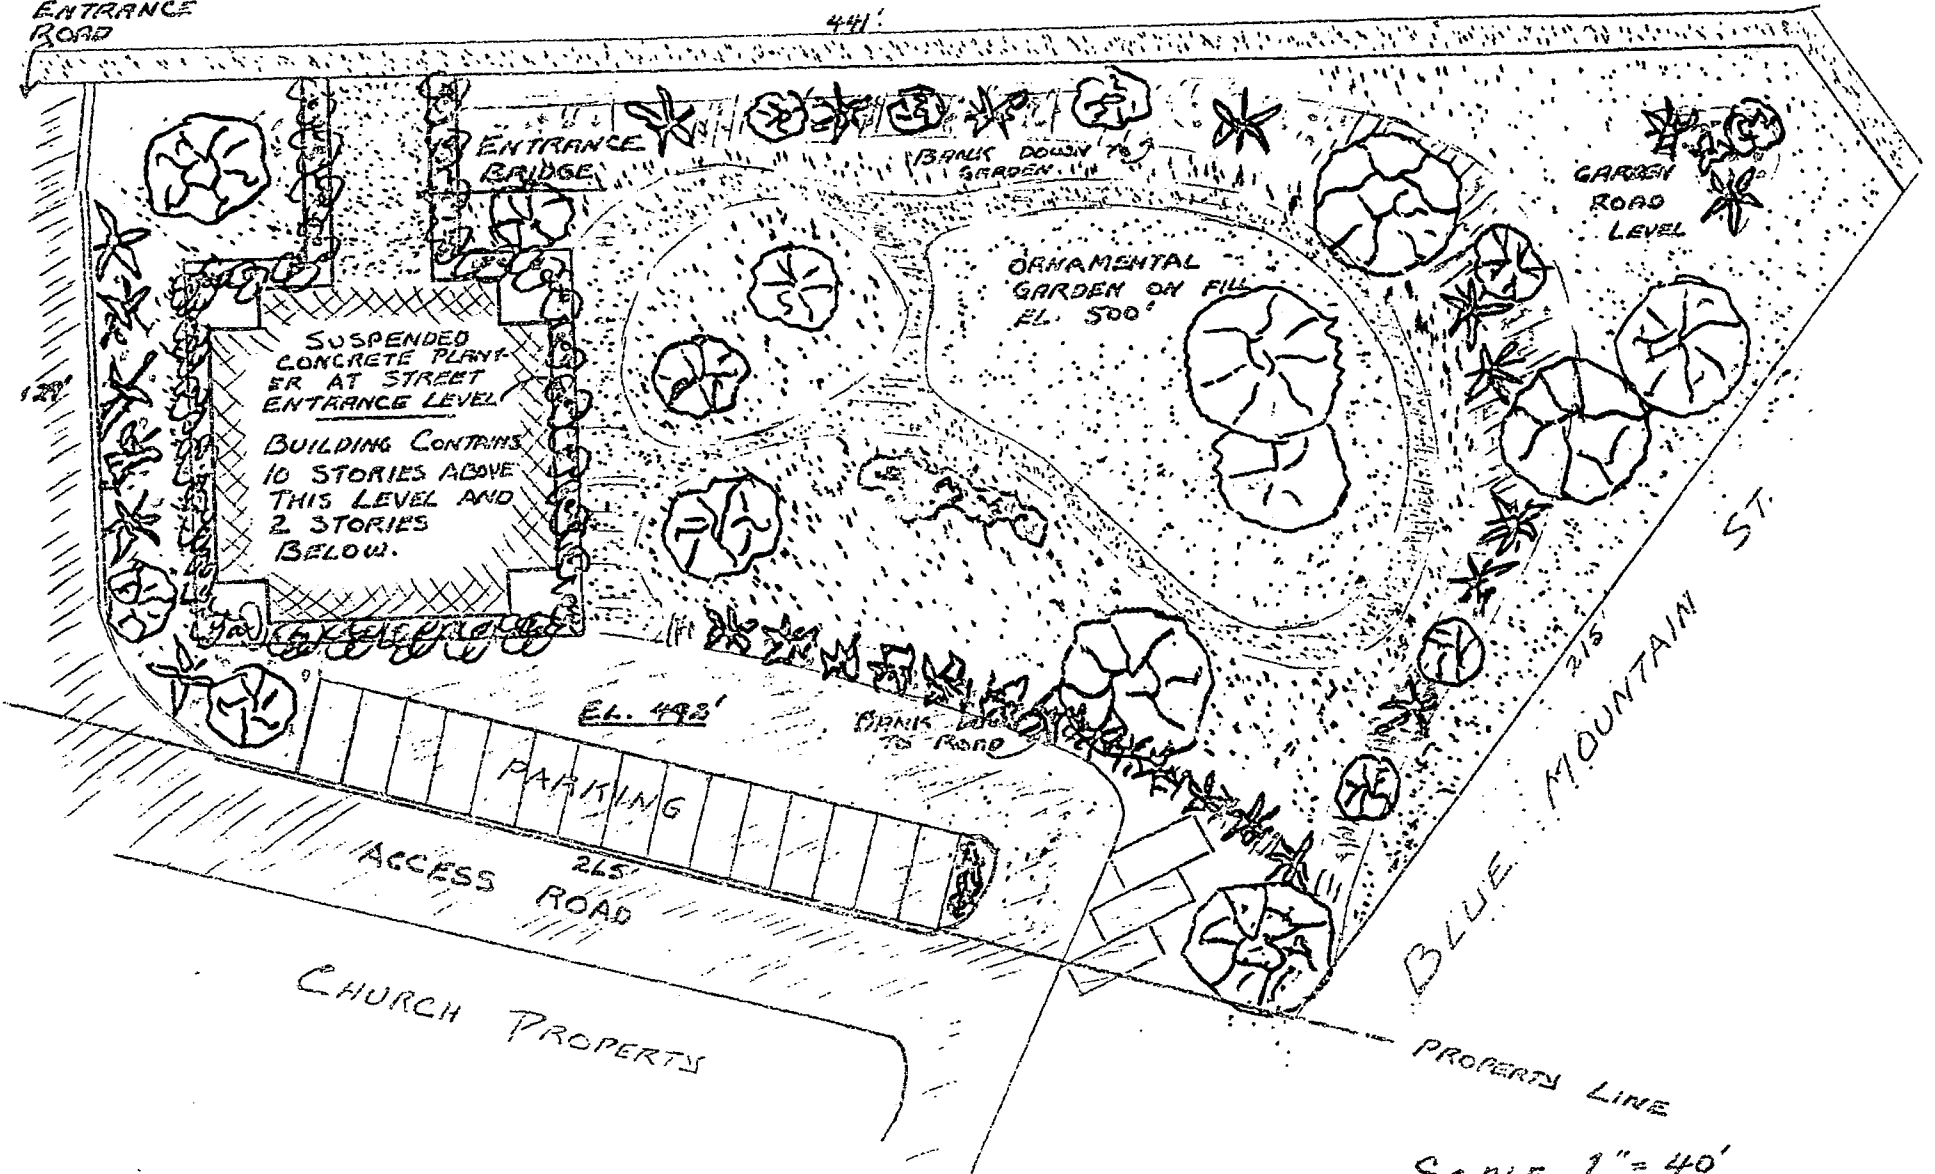 ENTRANCE
ROAD
441'
ENTRANCE
BRIDGE
BANK DOWN TO
GARDEN
GARDEN
ROAD
LEVEL
ORNAMENTAL
GARDEN ON FILL
EL. 500'
SUSPENDED
CONCRETE PLANT-
ER AT STREET
ENTRANCE LEVEL
BUILDING CONTAINS
10 STORIES ABOVE
THIS LEVEL AND
2 STORIES
BELOW.
EL. 498'
BANK
TO ROAD
PARKING
265'
ACCESS
ROAD
215
BLUE MOUNTAIN ST.
CHURCH PROPERTY
PROPERTY LINE
SCALE 1" = 40'